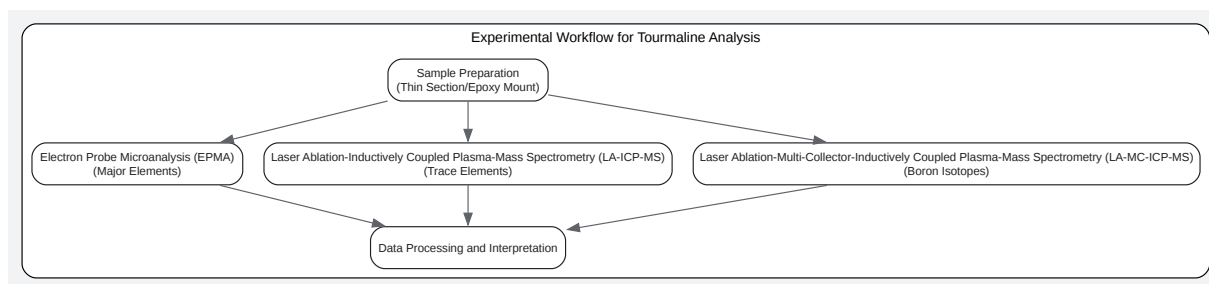 Experimental Workflow for Tourmaline Analysis
Sample Preparation
(Thin Section/Epoxy Mount)
Electron Probe Microanalysis (EPMA)
(Major Elements)
Laser Ablation-Inductively Coupled Plasma-Mass Spectrometry (LA-ICP-MS)
(Trace Elements)
Laser Ablation-Multi-Collector-Inductively Coupled Plasma-Mass Spectrometry (LA-MC-ICP-MS)
(Boron Isotopes)
Data Processing and Interpretation